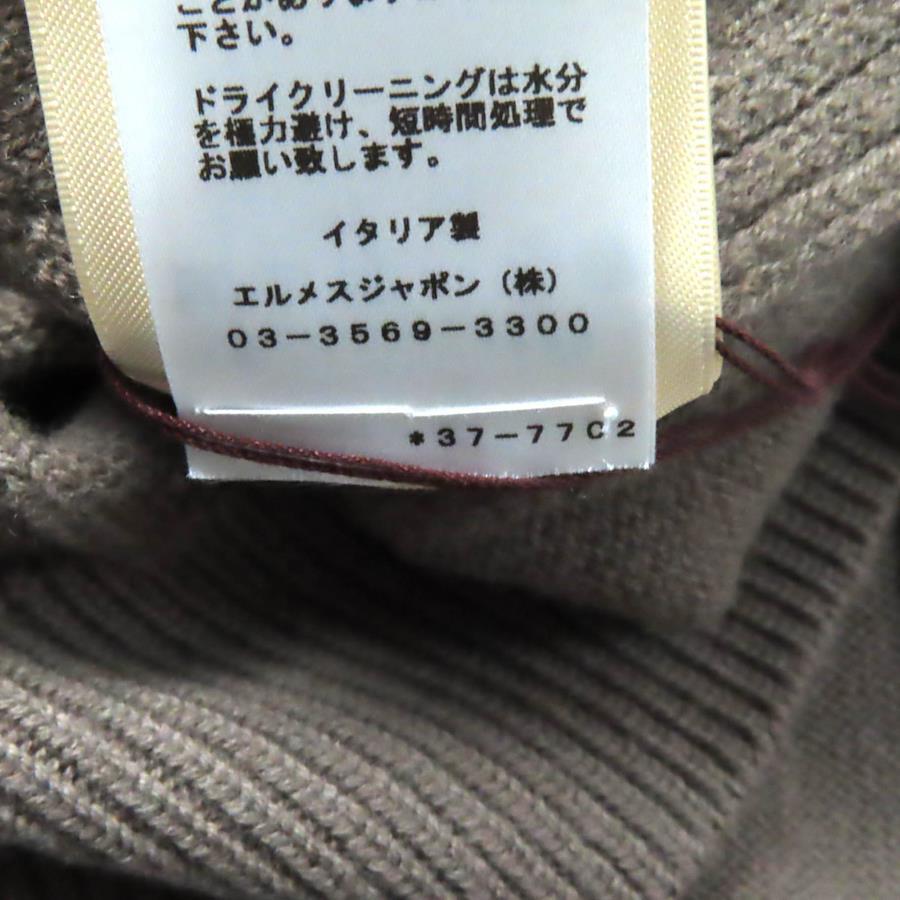 下さい。
ドライクリーニングは水分
を極力避け、短時間処理で
お願い致します。
イタリア製
エルメスジャポン（株）
03－3569－3300
*37－77C2